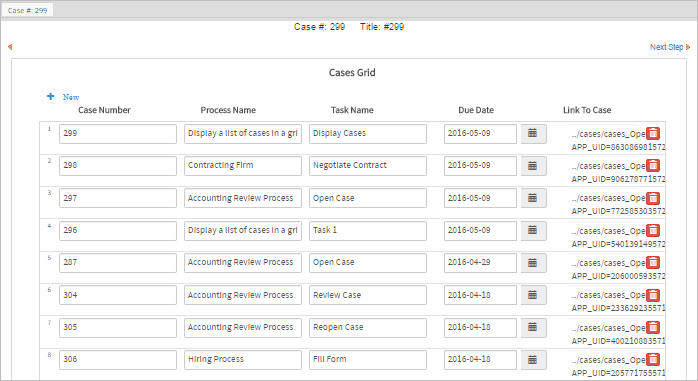 Case #: 299
Case #: 299 Title: #299
Next Step
Cases Grid
New
Case Number Process Name Task Name Due Date Link To Case
1 299 Display a list of cases in a gri Display Cases 2016-05-09 ../cases/cases_Ope
APP_UID=863086981572
2 298 Contracting Firm Negotiate Contract 2016-05-09 ../cases/cases_Ope
APP_UID=906278771572
3 297 Accounting Review Process Open Case 2016-05-09 ../cases/cases_Ope
APP_UID=772585303572
4 296 Display a list of cases in a gri Task 1 2016-05-09 ../cases/cases_Ope
APP_UID=540139149572
5 287 Accounting Review Process Open Case 2016-04-29 ../cases/cases_Ope
APP_UID=206000593572
6 304 Accounting Review Process Review Case 2016-04-18 ../cases/cases_Ope
APP_UID=233629235571
7 305 Accounting Review Process Reopen Case 2016-04-18 ../cases/cases_Ope
APP_UID=400210883571
8 306 Hiring Process Fill Form 2016-04-18 ../cases/cases_Ope
APP_UID=205771755571